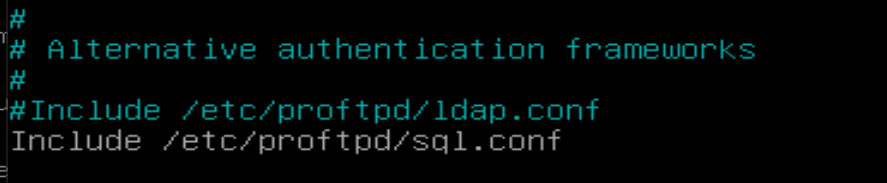 #
# Alternative authentication frameworks
#
#Include /etc/proftpd/ldap.conf
Include /etc/proftpd/sql.conf